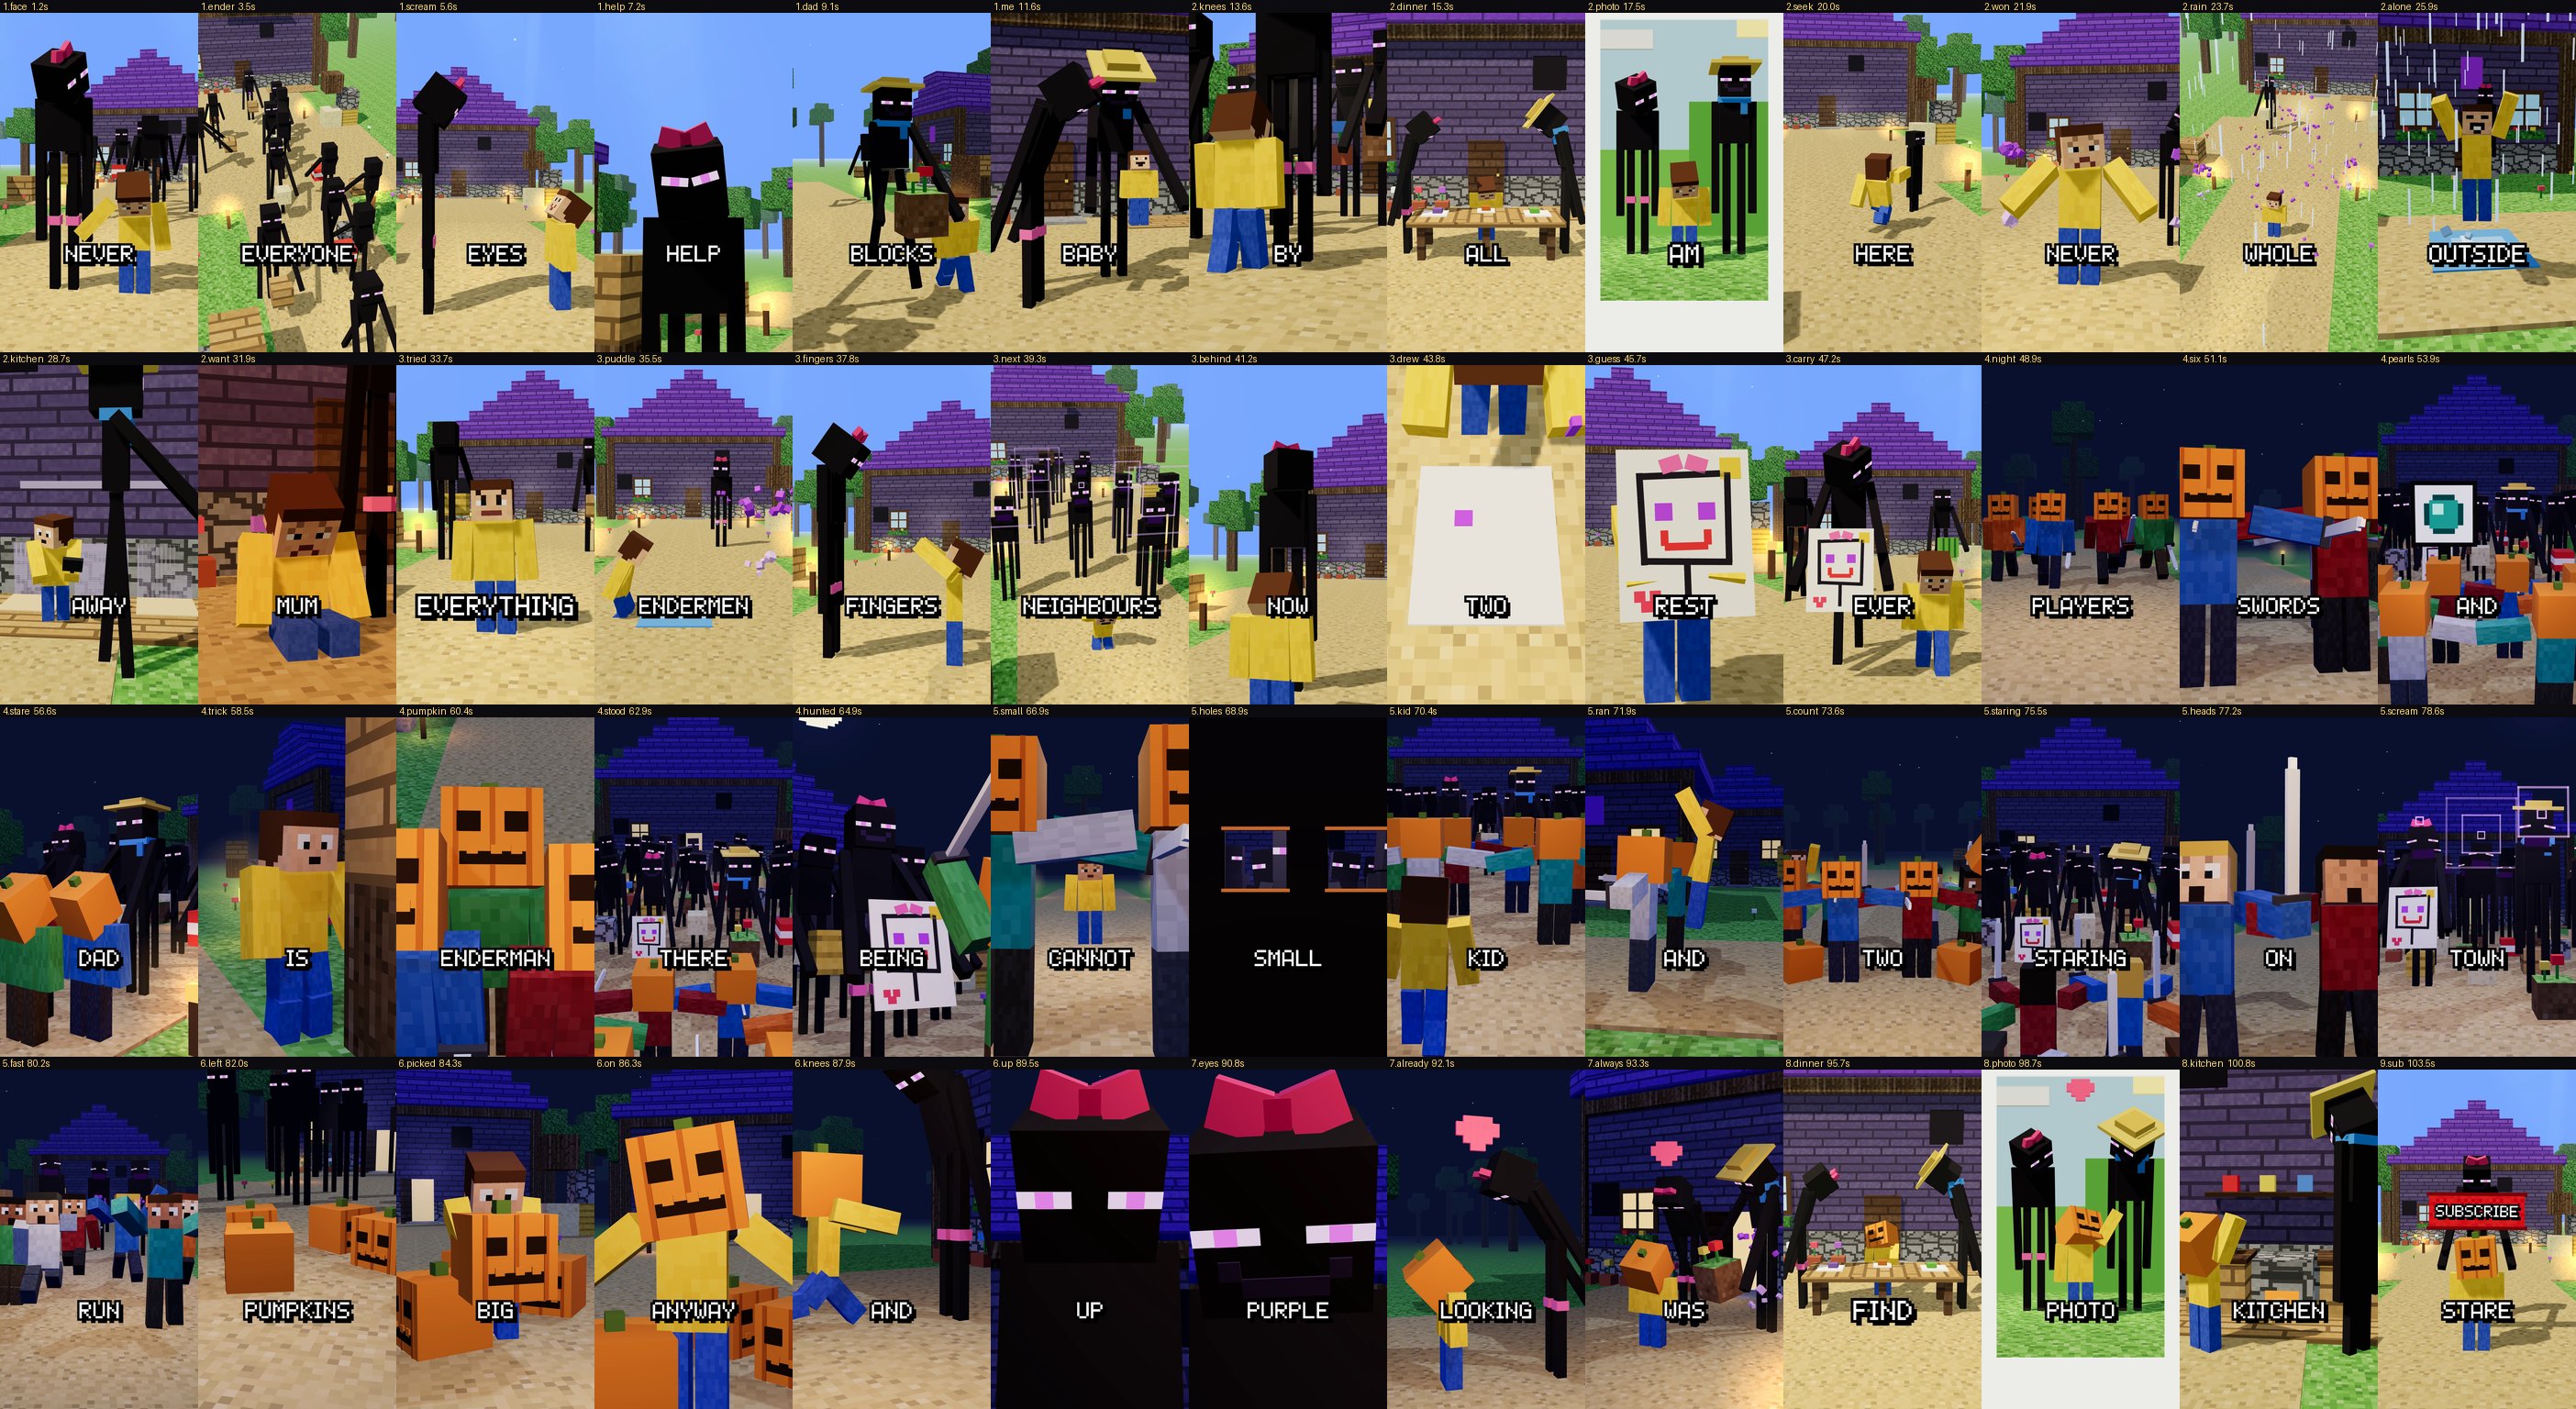 1.face 1.2s
1.ender 3.5s
1.scream 5.6s
1.help 7.2s
1.dad 9.1s
1.me 11.6s
2.knees 13.6s
2.dinner 15.3s
2.photo 17.5s
2.seek 20.0s
2.won 21.9s
2.rain 23.7s
2.alone 25.9s
NEVER
EVERYONE
EYES
HELP
BLOCKS
BABY
BY
ALL
AM
HERE
NEVER
WHOLE
OUTSIDE
2.kitchen 28.7s
2.want 31.9s
3.tried 33.7s
3.puddle 35.5s
3.fingers 37.8s
3.next 39.3s
3.behind 41.2s
3.drew 43.8s
3.guess 45.7s
3.carry 47.2s
4.night 48.9s
4.six 51.1s
4.pearls 53.9s
AWAY
MUM
EVERYTHING
ENDERMEN
FINGERS
NEIGHBOURS
NOW
TWO
REST
EVER
PLAYERS
SWORDS
AND
4.stare 56.6s
4.trick 58.5s
4.pumpkin 60.4s
4.stood 62.9s
4.hunted 64.9s
5.small 66.9s
5.holes 68.9s
5.kid 70.4s
5.ran 71.9s
5.count 73.6s
5.staring 75.5s
5.heads 77.2s
5.scream 78.6s
DAD
IS
ENDERMAN
THERE
BEING
CANNOT
SMALL
KID
AND
TWO
STARING
ON
TOWN
5.fast 80.2s
6.left 82.0s
6.picked 84.3s
6.on 86.3s
6.knees 87.9s
6.up 89.5s
7.eyes 90.8s
7.already 92.1s
7.always 93.3s
8.dinner 95.7s
8.photo 98.7s
8.kitchen 100.8s
9.sub 103.5s
SUBSCRIBE
RUN
PUMPKINS
BIG
ANYWAY
AND
UP
PURPLE
LOOKING
WAS
FIND
PHOTO
KITCHEN
STARE